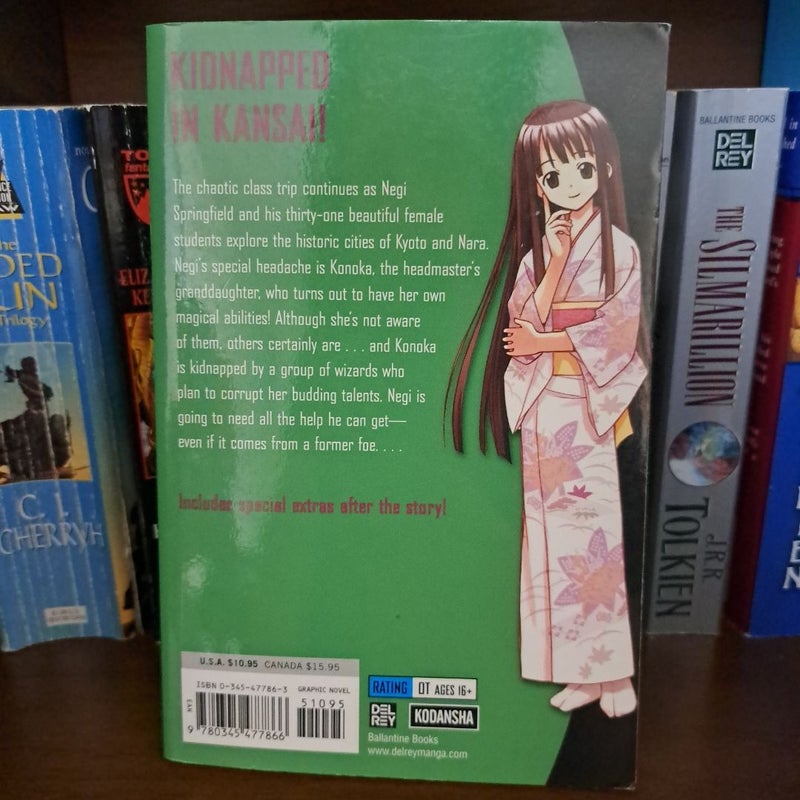 KIDNAPPED
IN KANSAI!
The chaotic class trip continues as Negi
Springfield and his thirty-one beautiful female
students explore the historic cities of Kyoto and Nara.
Negi's special headache is Konoka, the headmaster's
granddaughter, who turns out to have her own
magical abilities! Although she's not aware
of them, others certainly are . . . and Konoka
is kidnapped by a group of wizards who
plan to corrupt her budding talents. Negi is
going to need all the help he can get—
even if it comes from a former foe. . . .
Includes special extras after the story!
U.S.A. $10.95 CANADA $15.95
ISBN 0-345-47786-3 GRAPHIC NOVEL
51095
EAN
9 780345 477866
RATING OT AGES 16+
DEL
REY
KODANSHA
Ballantine Books
www.delreymanga.com
BALLANTINE BOOKS
DEL
REY
THE SILMARILLION
J.R.R.
TOLKIEN
Trilogy
C.
CHERRYH